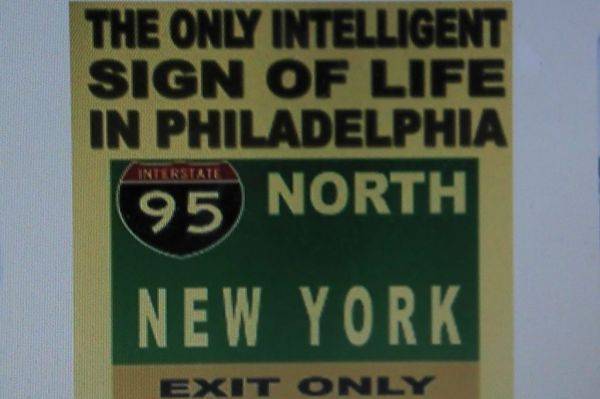 THE ONLY INTELLIGENT
SIGN OF LIFE
IN PHILADELPHIA
INTERSTATE
95 NORTH
NEW YORK
EXIT ONLY